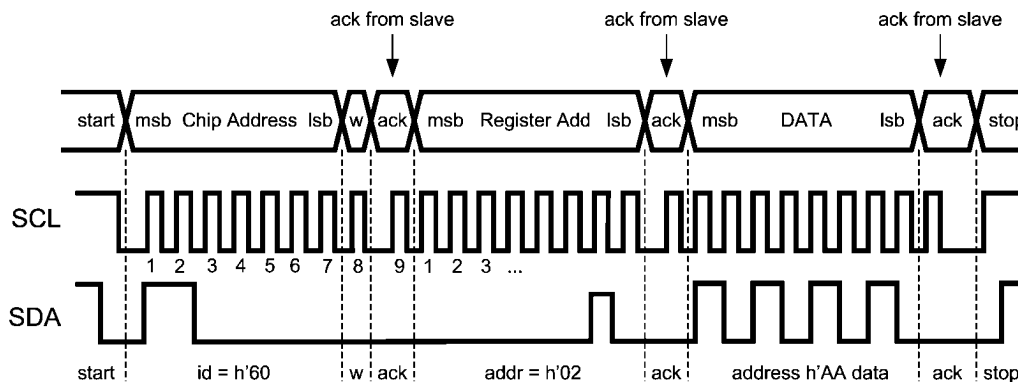 ack from slave ack from slave ack from slave
start msb Chip Address lsb w ack msb Register Add lsb ack msb DATA lsb ack stop
SCL
1 2 3 4 5 6 7 8 9 1 2 3 ...
SDA
start id = h'60 w ack addr = h'02 ack address h'AA data ack stop